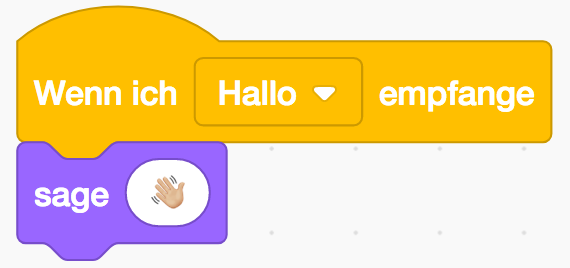 Wenn ich Hallo empfange
sage 👋🏼